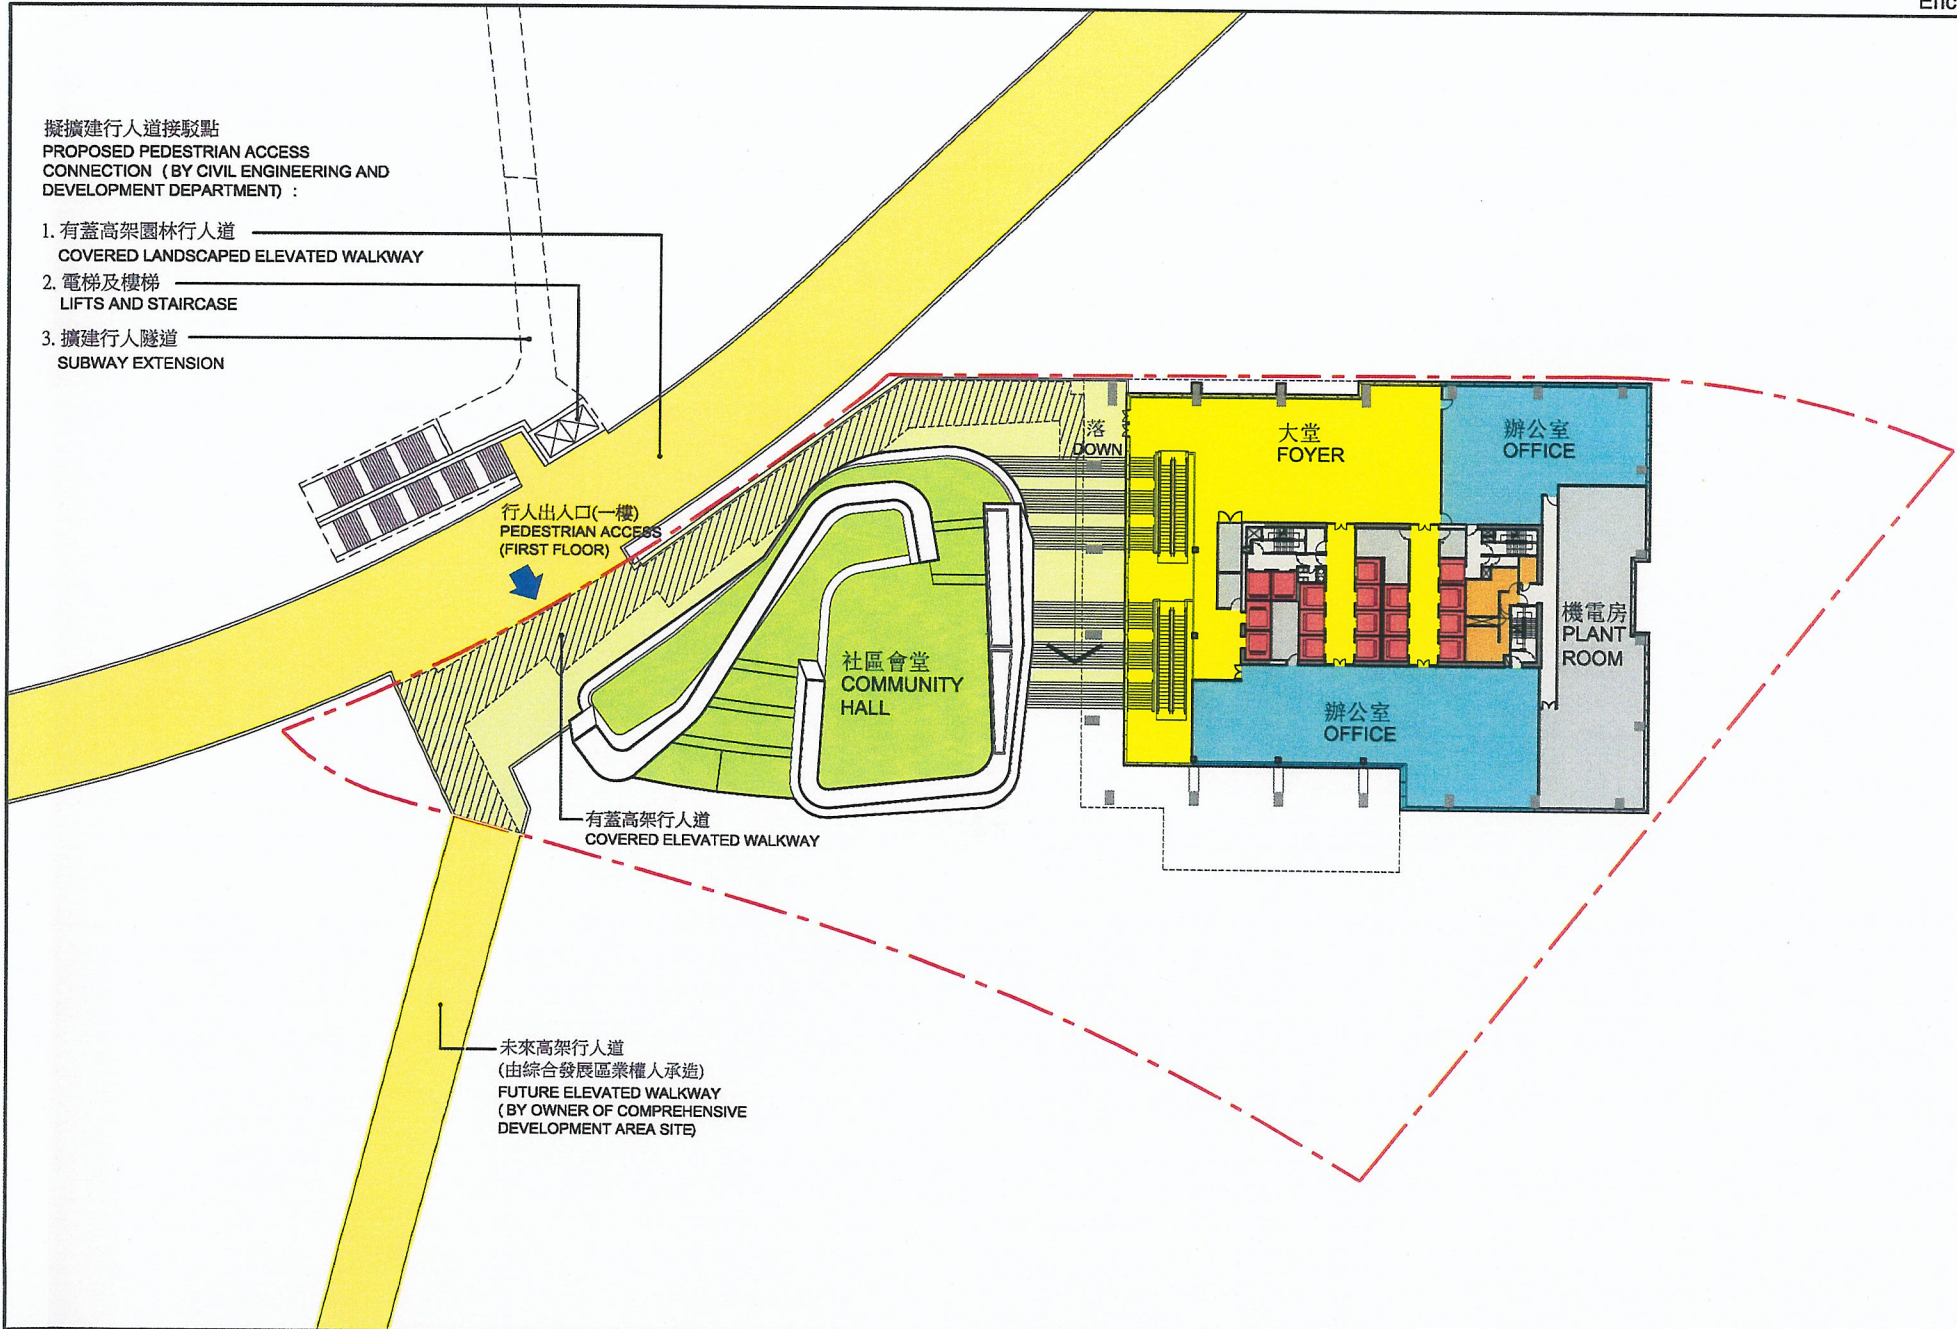 Enc
擬擴建行人道接駁點
PROPOSED PEDESTRIAN ACCESS
CONNECTION ( BY CIVIL ENGINEERING AND
DEVELOPMENT DEPARTMENT) :
1. 有蓋高架園林行人道
COVERED LANDSCAPED ELEVATED WALKWAY
2. 電梯及樓梯
LIFTS AND STAIRCASE
3. 擴建行人隧道
SUBWAY EXTENSION
行人出入口(一樓)
PEDESTRIAN ACCESS
(FIRST FLOOR)
落
DOWN
大堂
FOYER
辦公室
OFFICE
社區會堂
COMMUNITY
HALL
機電房
PLANT
ROOM
辦公室
OFFICE
有蓋高架行人道
COVERED ELEVATED WALKWAY
未來高架行人道
(由綜合發展區業權人承造)
FUTURE ELEVATED WALKWAY
( BY OWNER OF COMPREHENSIVE
DEVELOPMENT AREA SITE)